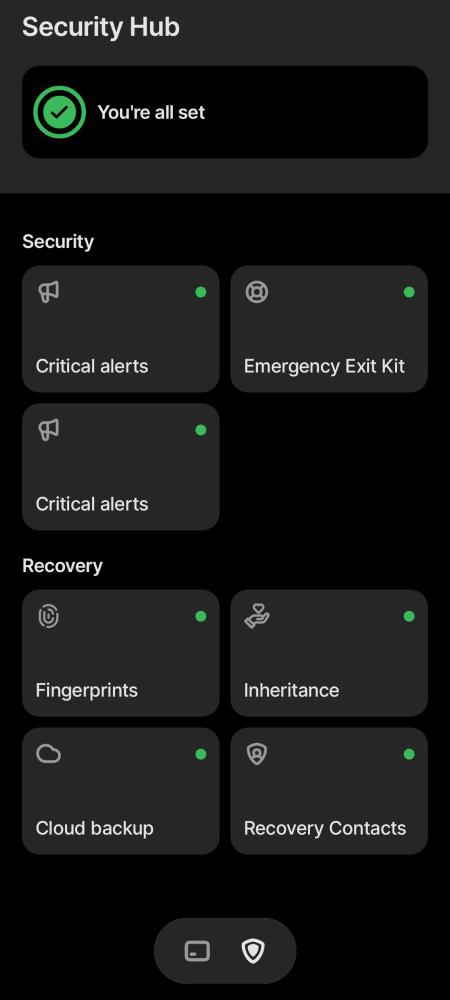 Security Hub
You're all set
Security
Critical alerts
Emergency Exit Kit
Critical alerts
Recovery
Fingerprints
Inheritance
Cloud backup
Recovery Contacts